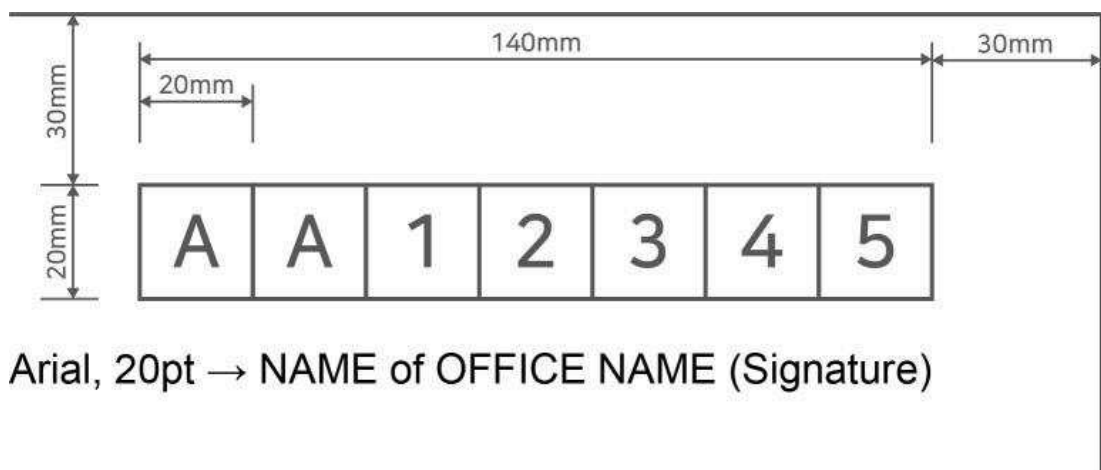 140mm
30mm
20mm
30mm
20mm
A A 1 2 3 4 5
Arial, 20pt → NAME of OFFICE NAME (Signature)